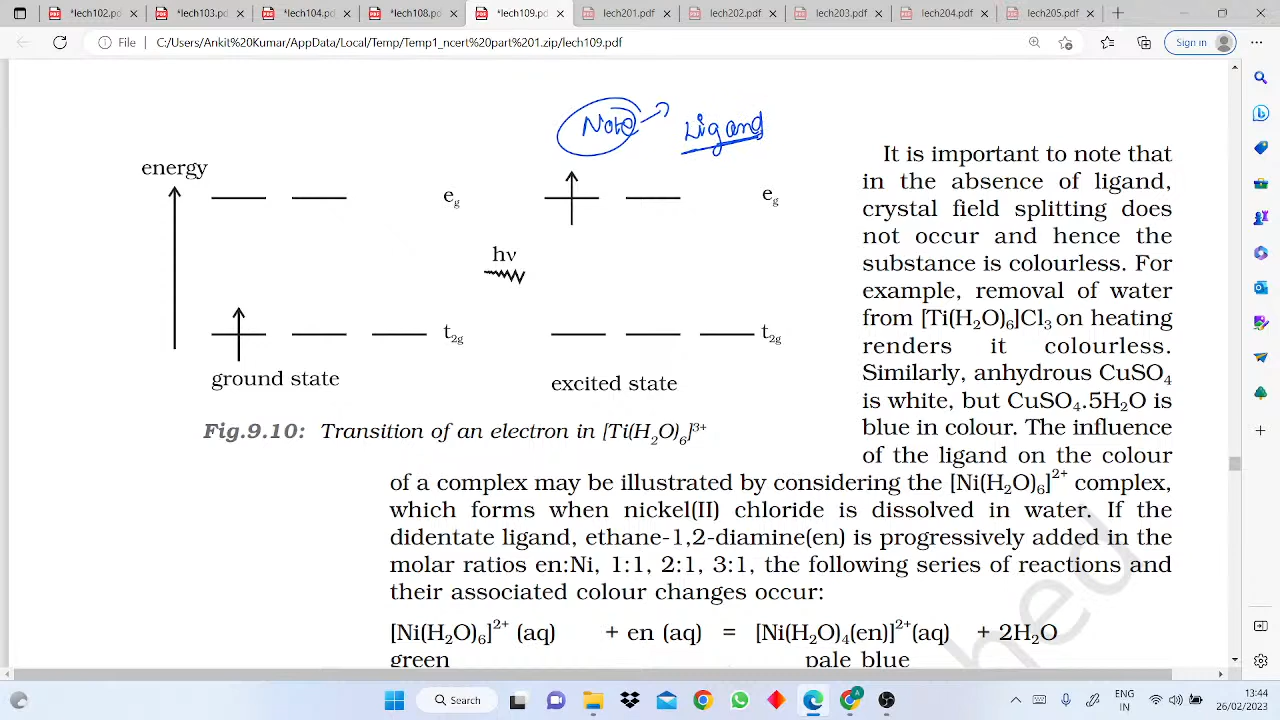 *lech102.pdf
*lech103.pdf
*lech104.pdf
*lech108.pdf
*lech109.pdf
lech201.pdf
lech202.pdf
lech203.pdf
lech204.pdf
lech205.pdf
File C:/Users/Ankit%20Kumar/AppData/Local/Temp/Temp1_ncert%20part%201.zip/lech109.pdf
Sign in
Note → Ligand
energy
e_g
e_g
hν
t_2g
t_2g
ground state
excited state
Fig.9.10: Transition of an electron in [Ti(H₂O)₆]³⁺
It is important to note that
in the absence of ligand,
crystal field splitting does
not occur and hence the
substance is colourless. For
example, removal of water
from [Ti(H₂O)₆]Cl₃ on heating
renders it colourless.
Similarly, anhydrous CuSO₄
is white, but CuSO₄.5H₂O is
blue in colour. The influence
of the ligand on the colour
of a complex may be illustrated by considering the [Ni(H₂O)₆]²⁺ complex,
which forms when nickel(II) chloride is dissolved in water. If the
didentate ligand, ethane-1,2-diamine(en) is progressively added in the
molar ratios en:Ni, 1:1, 2:1, 3:1, the following series of reactions and
their associated colour changes occur:
[Ni(H₂O)₆]²⁺ (aq) + en (aq) = [Ni(H₂O)₄(en)]²⁺(aq) + 2H₂O
green pale blue
hed
Search
ENG
IN
13:44
26/02/2023